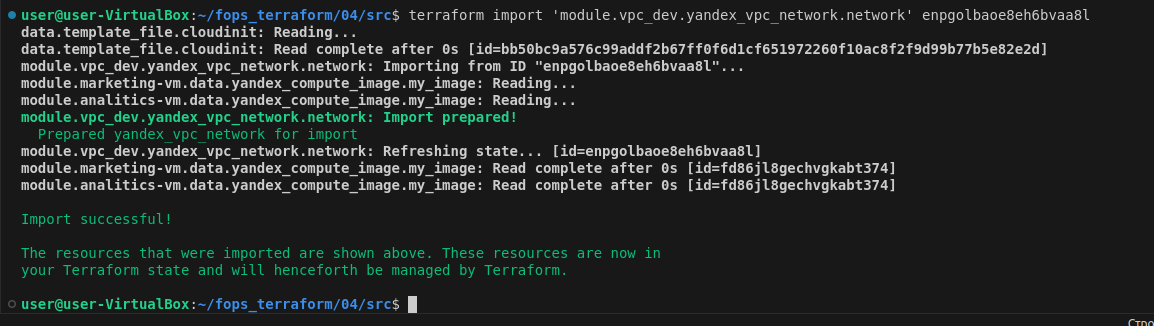 user@user-VirtualBox:~/fops_terraform/04/src$ terraform import 'module.vpc_dev.yandex_vpc_network.network' enpgolbaoe8eh6bvaa8l
data.template_file.cloudinit: Reading...
data.template_file.cloudinit: Read complete after 0s [id=bb50bc9a576c99addf2b67ff0f6d1cf651972260f10ac8f2f9d99b77b5e82e2d]
module.vpc_dev.yandex_vpc_network.network: Importing from ID "enpgolbaoe8eh6bvaa8l"...
module.marketing-vm.data.yandex_compute_image.my_image: Reading...
module.analitics-vm.data.yandex_compute_image.my_image: Reading...
module.vpc_dev.yandex_vpc_network.network: Import prepared!
  Prepared yandex_vpc_network for import
module.vpc_dev.yandex_vpc_network.network: Refreshing state... [id=enpgolbaoe8eh6bvaa8l]
module.marketing-vm.data.yandex_compute_image.my_image: Read complete after 0s [id=fd86jl8gechvgkabt374]
module.analitics-vm.data.yandex_compute_image.my_image: Read complete after 0s [id=fd86jl8gechvgkabt374]
Import successful!
The resources that were imported are shown above. These resources are now in
your Terraform state and will henceforth be managed by Terraform.
user@user-VirtualBox:~/fops_terraform/04/src$